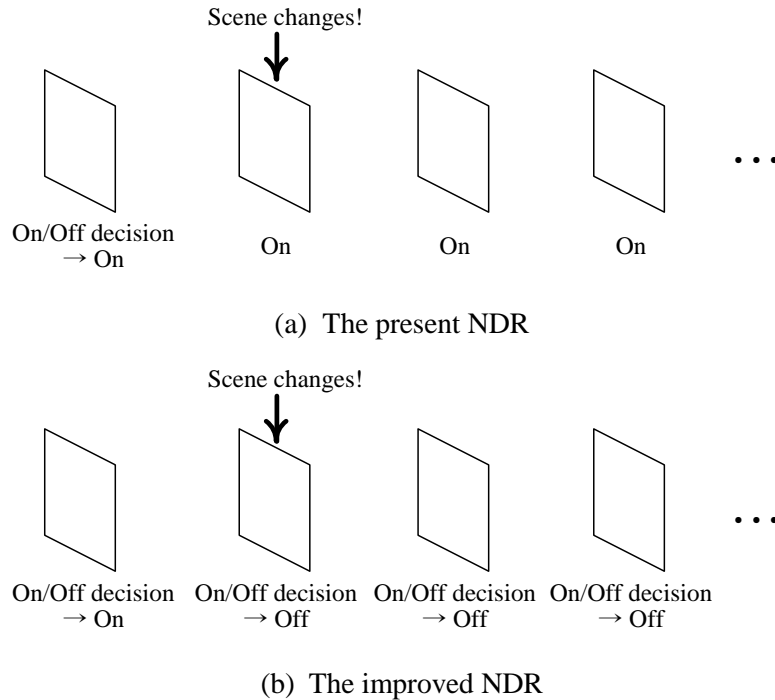 Scene changes!
On/Off decision
→ On
On
On
On
. . .
(a) The present NDR
Scene changes!
On/Off decision
→ On
On/Off decision
→ Off
On/Off decision
→ Off
On/Off decision
→ Off
. . .
(b) The improved NDR